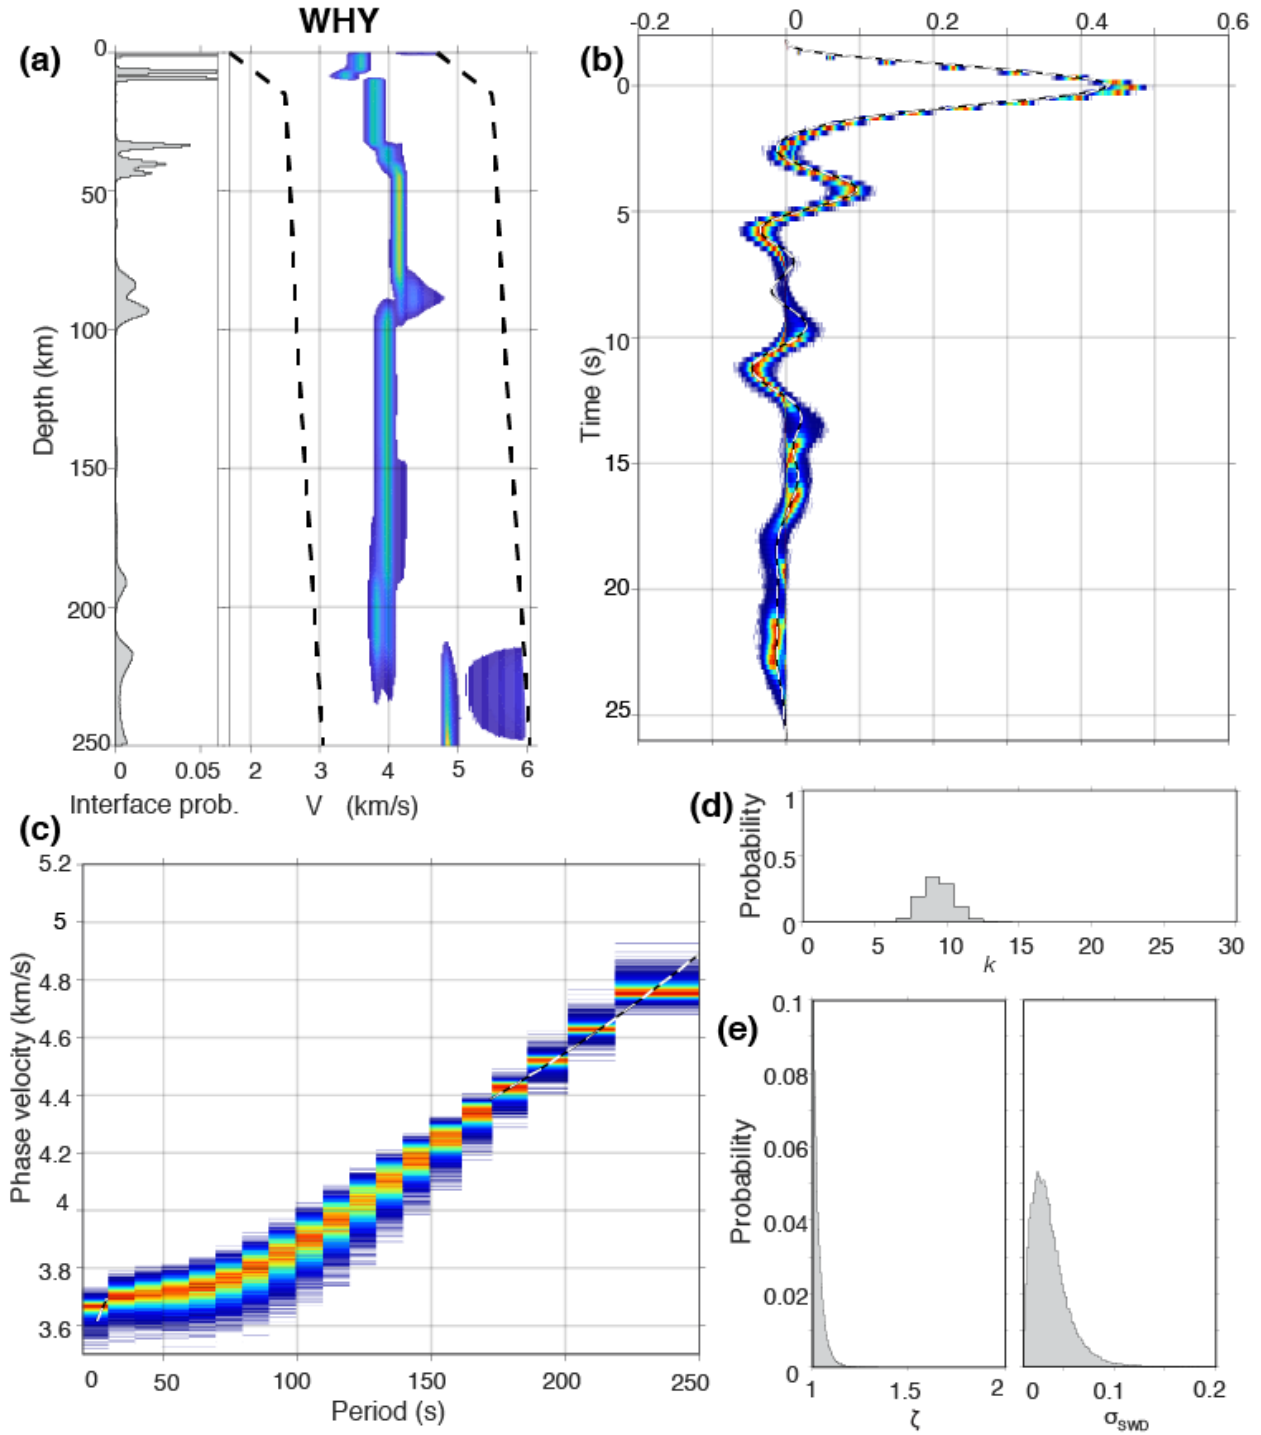 WHY
(a)
0
50
100
150
200
250
Depth (km)
0 0.05 2 3 4 5 6
Interface prob. V (km/s)
(b)
-0.2 0 0.2 0.4 0.6
0
5
10
15
20
25
Time (s)
(c)
5.2
5
4.8
4.6
4.4
4.2
4
3.8
3.6
Phase velocity (km/s)
0 50 100 150 200 250
Period (s)
(d)
1
0.5
0
Probability
0 5 10 15 20 25 30
k
(e)
0.1
0.08
0.06
0.04
0.02
0
Probability
1 1.5 2 0 0.1 0.2
ζ σSWD